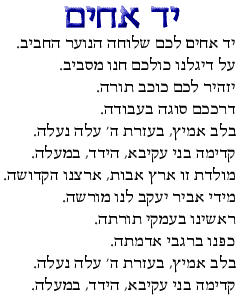 יד אחים
יד אחים לכם שלוחה הנוער החביב.
על דיגלנו כולכם חנו מסביב.
יזהיר לכם כוכב תורה.
דרככם סוגה בעבודה.
בלב אמיץ, בעזרת ה' עלה נעלה.
קדימה בני עקיבא, הידד, במעלה.
מולדת זו ארץ אבות, ארצנו הקדושה.
מידי אביר יעקב לנו מורשה.
ראשינו בעמקי תורתה.
כפנו ברגבי אדמתה.
בלב אמיץ, בעזרת ה' עלה נעלה.
קדימה בני עקיבא, הידד, במעלה.